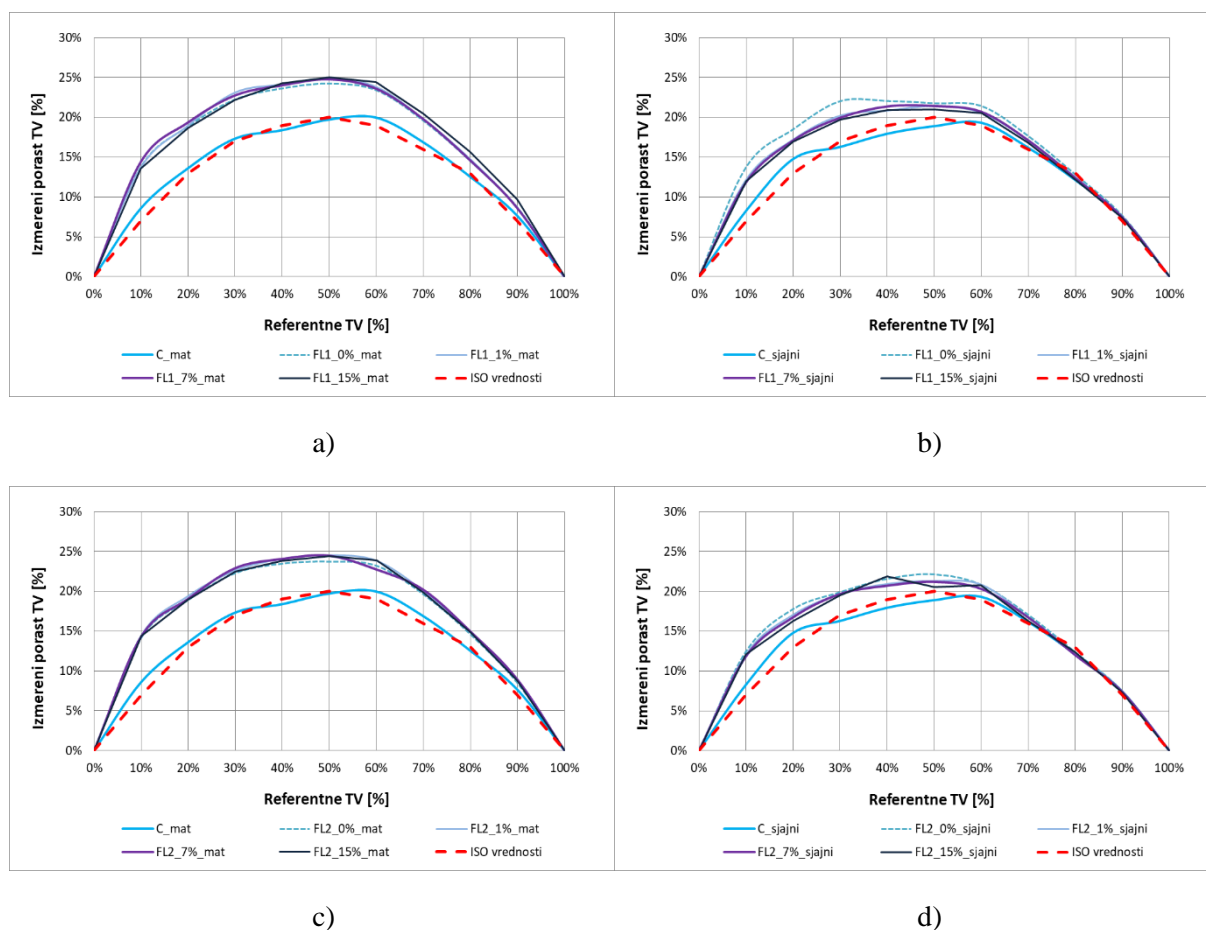 30%
25%
20%
15%
10%
5%
0%
Izmereni porast TV [%]
0% 10% 20% 30% 40% 50% 60% 70% 80% 90% 100%
Referentne TV [%]
C_mat FL1_0%_mat FL1_1%_mat
FL1_7%_mat FL1_15%_mat ISO vrednosti
a)
30%
25%
20%
15%
10%
5%
0%
Izmereni porast TV [%]
0% 10% 20% 30% 40% 50% 60% 70% 80% 90% 100%
Referentne TV [%]
C_sjajni FL1_0%_sjajni FL1_1%_sjajni
FL1_7%_sjajni FL1_15%_sjajni ISO vrednosti
b)
30%
25%
20%
15%
10%
5%
0%
Izmereni porast TV [%]
0% 10% 20% 30% 40% 50% 60% 70% 80% 90% 100%
Referentne TV [%]
C_mat FL2_0%_mat FL2_1%_mat
FL2_7%_mat FL2_15%_mat ISO vrednosti
c)
30%
25%
20%
15%
10%
5%
0%
Izmereni porast TV [%]
0% 10% 20% 30% 40% 50% 60% 70% 80% 90% 100%
Referentne TV [%]
C_sjajni FL2_0%_sjajni FL2_1%_sjajni
FL2_7%_sjajni FL2_15%_sjajni ISO vrednosti
d)